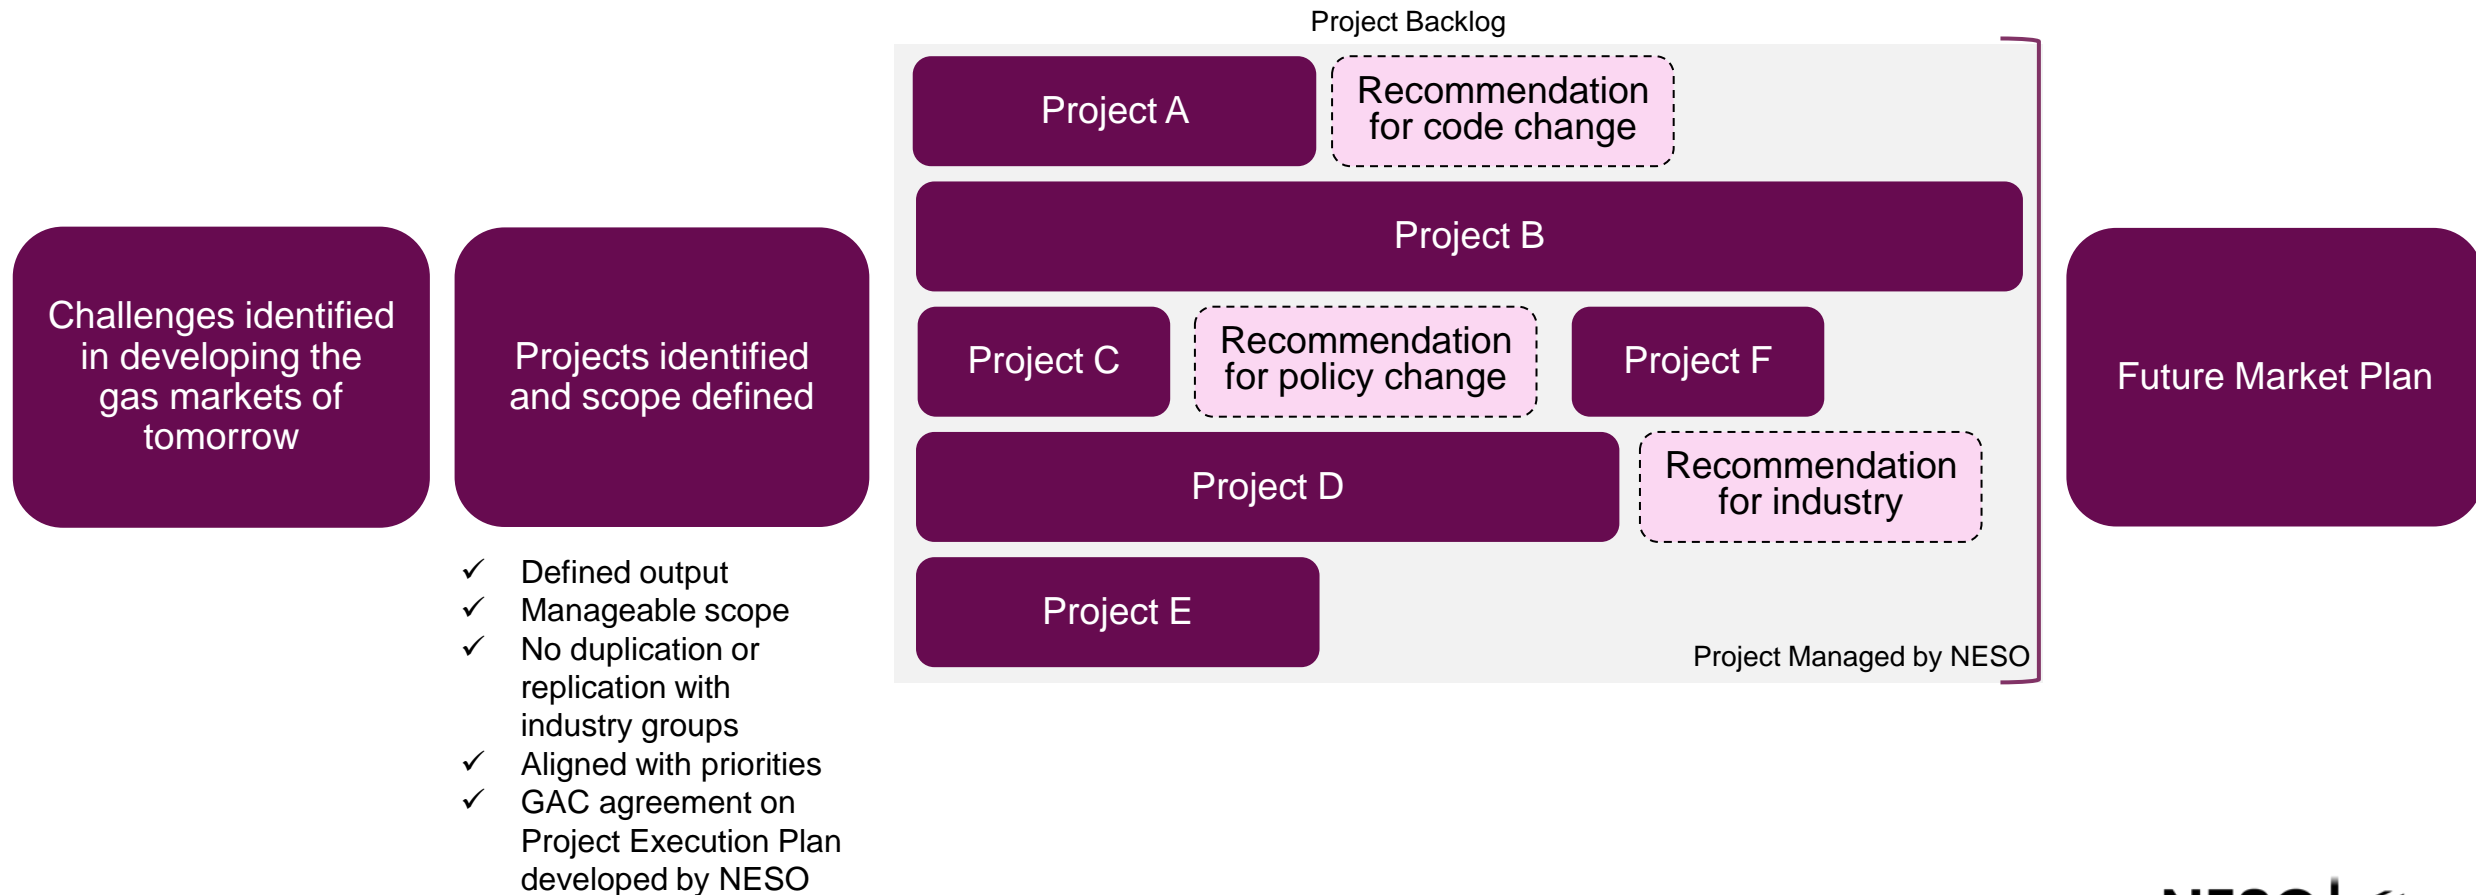 Project Backlog
Project A
Recommendation
for code change
Project B
Challenges identified
in developing the
gas markets of
tomorrow
Projects identified
and scope defined
Project C
Recommendation
for policy change
Project F
Future Market Plan
Project D
Recommendation
for industry
Project E
Project Managed by NESO
✓ Defined output
✓ Manageable scope
✓ No duplication or
replication with
industry groups
✓ Aligned with priorities
✓ GAC agreement on
Project Execution Plan
developed by NESO
NESO